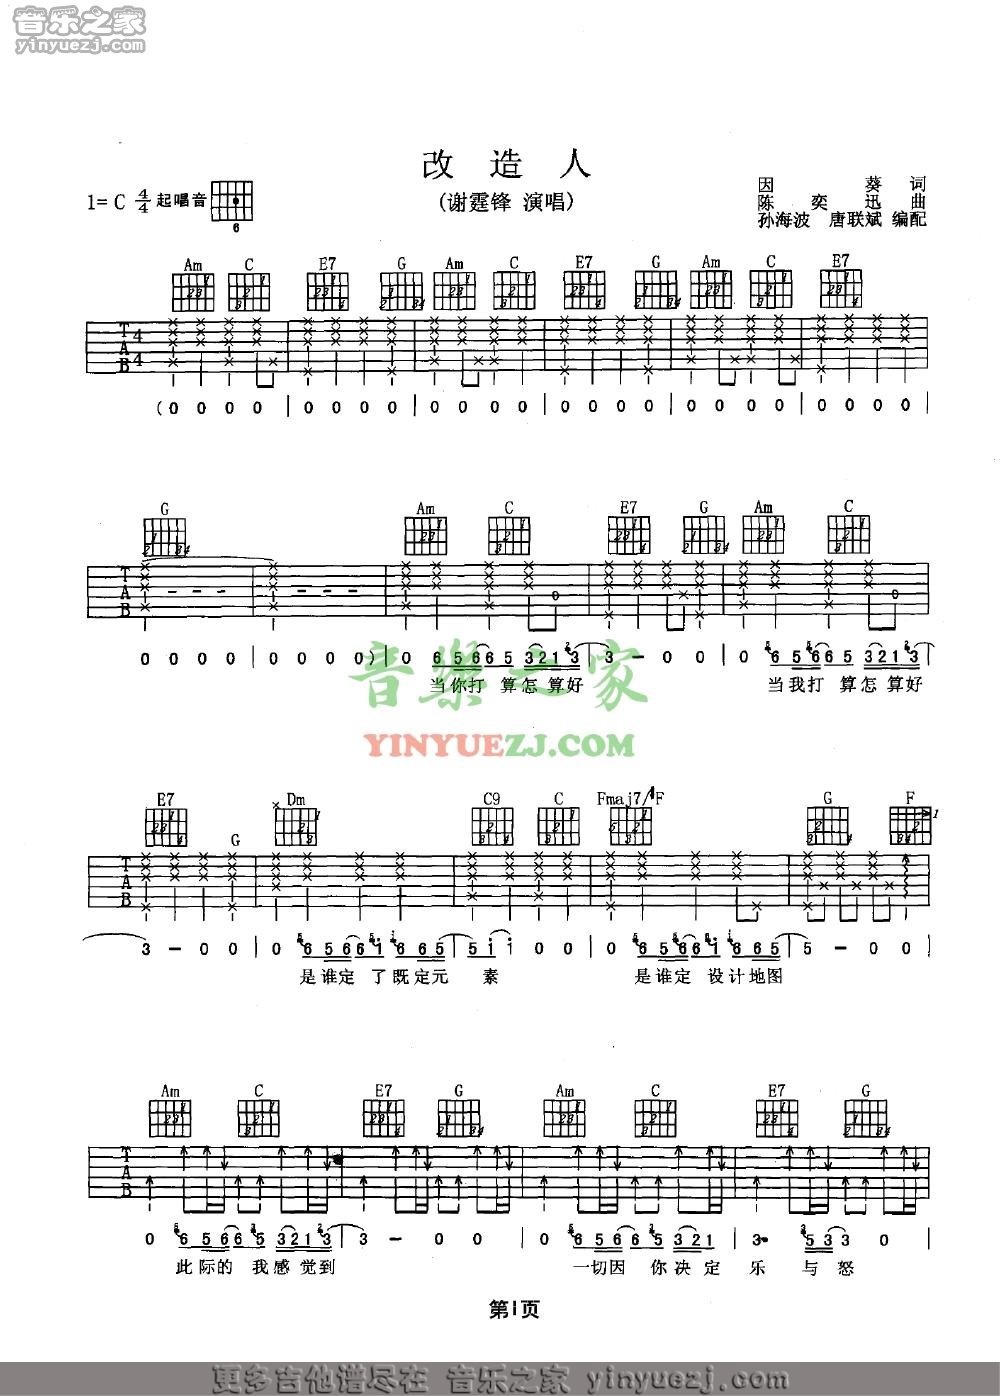 音乐之家
yinyuezj.com
改 造 人
(谢霆锋 演唱)
1= C 4/4 起唱音
6
因 葵 词
陈 奕 迅 曲
孙海波 唐联斌 编配
Am C E7 G Am C E7 G Am C E7
T 4
A
B 4
(0 0 0 0 | 0 0 0 0 | 0 0 0 0 | 0 0 0 0 | 0 0 0 0 | 0 0 0 0 |
G Am C E7 G Am C
T
A
B
0 0 0 0 | 0 0 0 0) | 0 6 5 6 6 5 3 2 1 3 | 3 - 0 0 | 0 6 5 6 6 5 3 2 1 3
当你打 算怎 算好 当我打 算怎 算好
音樂之家
YINYUEZJ.COM
E7 G Dm C9 C Fmaj7/F G F
T
A
B
3 - 0 0 | 0 6 5 6 6 i 6 6 5 | 5 i i 0 0 | 0 6 5 6 6 i 6 6 5 | 5 - 0 0
是谁定 了既定元 素 是谁定 设计地图
Am C E7 G Am C E7 G
T
A
B
0 6 5 6 6 5 3 2 1 3 | 3 - 0 0 | 0 6 5 6 6 5 3 2 1 | 3· 5 3 3 0 |
此际的 我感 觉到 一切因 你决定 乐 与 怒
第1页
更多吉他谱尽在 音乐之家 yinyuezj.com